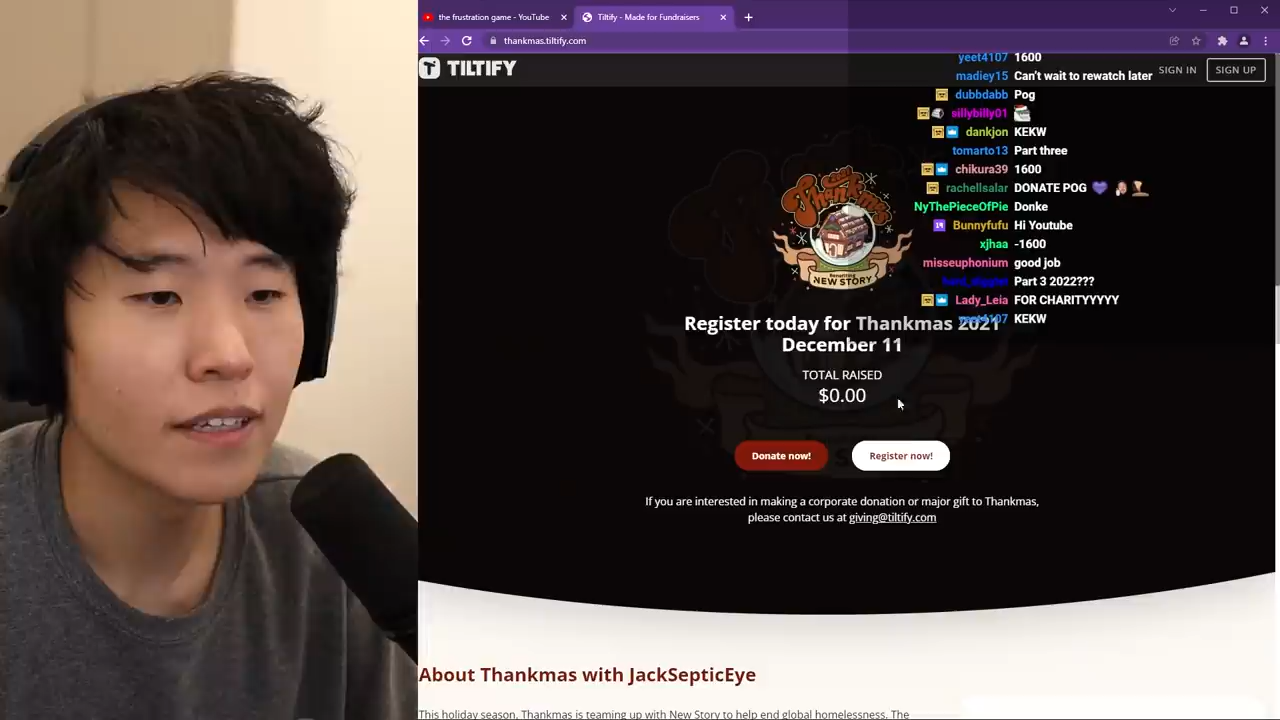 the frustration game - YouTube
Tiltify - Made for Fundraisers
thankmas.tiltify.com
TILTIFY
SIGN IN
SIGN UP
yeet4107 1600
madiey15 Can't wait to rewatch later
dubbdabb Pog
sillybilly01
dankjon KEKW
tomarto13 Part three
chikura39 1600
rachellsalar DONATE POG
NyThePieceOfPie Donke
Bunnyfufu Hi Youtube
xjhaa -1600
misseuphonium good job
Part 3 2022???
Lady_Leia FOR CHARITYYYYY
yeet4107 KEKW
Thankmas
Benefiting
NEW STORY
Register today for Thankmas 2021
December 11
TOTAL RAISED
$0.00
Donate now!
Register now!
If you are interested in making a corporate donation or major gift to Thankmas,
please contact us at giving@tiltify.com
About Thankmas with JackSepticEye
This holiday season, Thankmas is teaming up with New Story to help end global homelessness. The